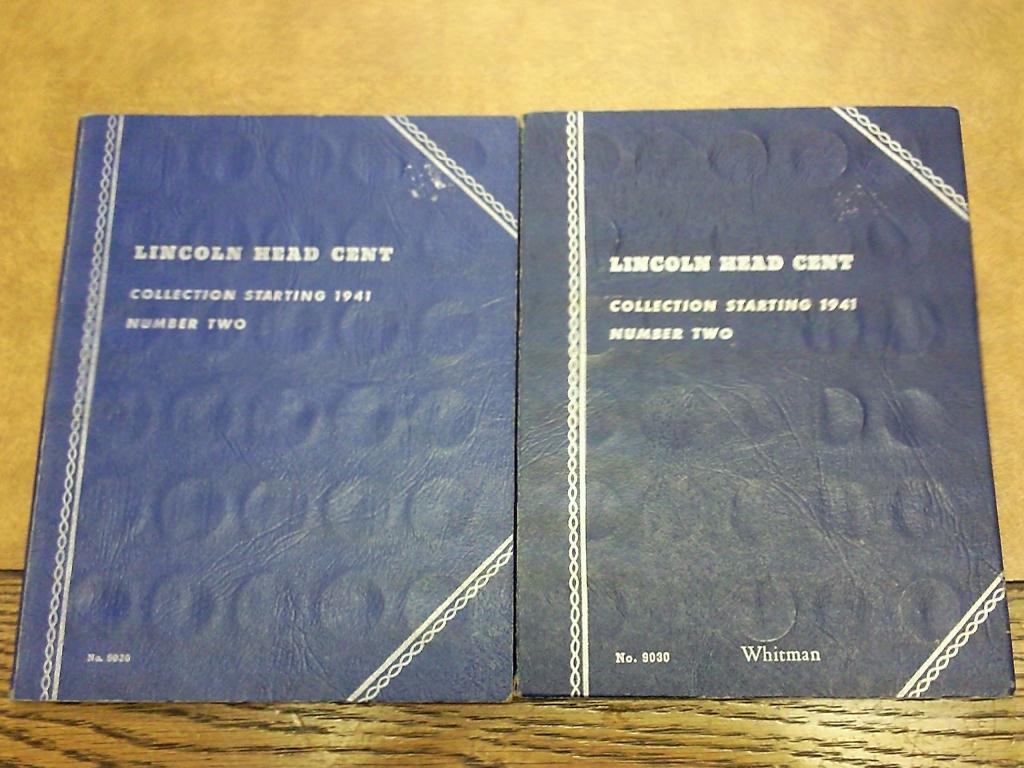 LINCOLN HEAD CENT
COLLECTION STARTING 1941
NUMBER TWO
No. 9030
LINCOLN HEAD CENT
COLLECTION STARTING 1941
NUMBER TWO
No. 9030
Whitman